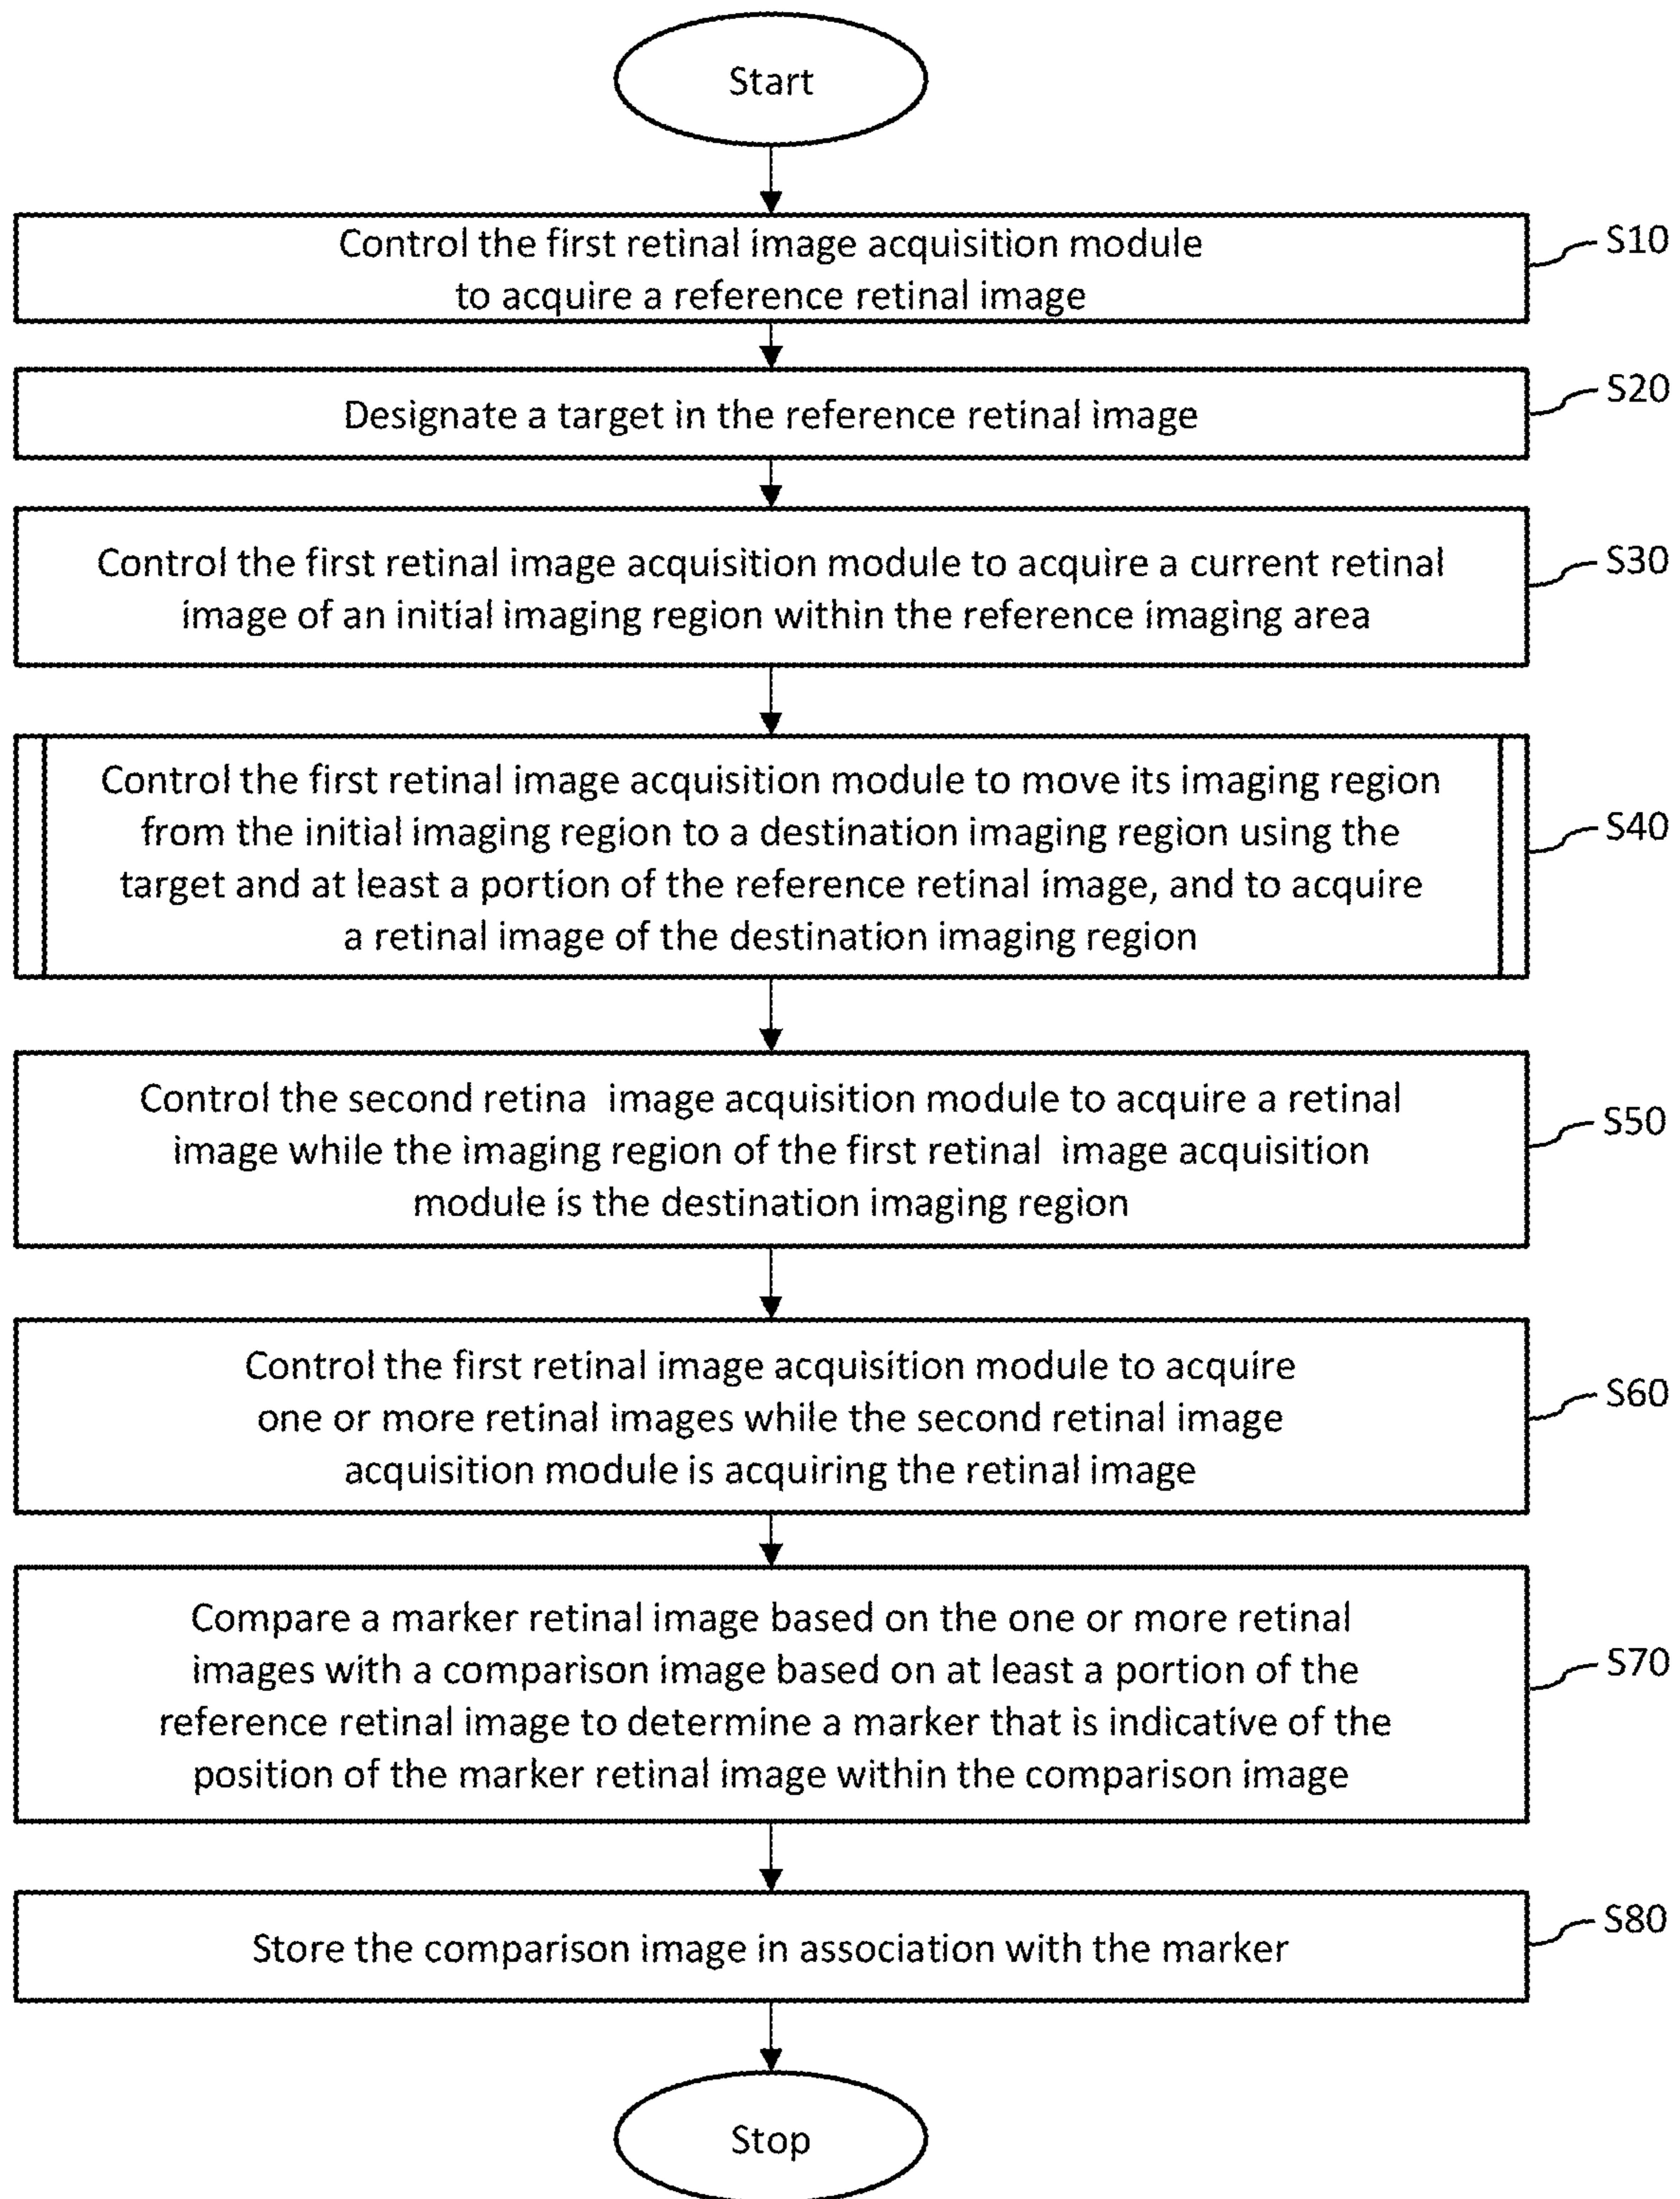 Start
Control the first retinal image acquisition module
to acquire a reference retinal image
S10
Designate a target in the reference retinal image
S20
Control the first retinal image acquisition module to acquire a current retinal
image of an initial imaging region within the reference imaging area
S30
Control the first retinal image acquisition module to move its imaging region
from the initial imaging region to a destination imaging region using the
target and at least a portion of the reference retinal image, and to acquire
a retinal image of the destination imaging region
S40
Control the second retina image acquisition module to acquire a retinal
image while the imaging region of the first retinal image acquisition
module is the destination imaging region
S50
Control the first retinal image acquisition module to acquire
one or more retinal images while the second retinal image
acquisition module is acquiring the retinal image
S60
Compare a marker retinal image based on the one or more retinal
images with a comparison image based on at least a portion of the
reference retinal image to determine a marker that is indicative of the
position of the marker retinal image within the comparison image
S70
Store the comparison image in association with the marker
S80
Stop